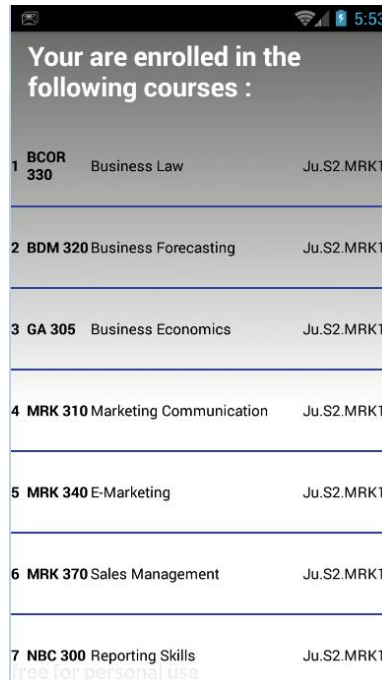 5:53
Your are enrolled in the
following courses :
1 BCOR 330 Business Law Ju.S2.MRK1
2 BDM 320 Business Forecasting Ju.S2.MRK1
3 GA 305 Business Economics Ju.S2.MRK1
4 MRK 310 Marketing Communication Ju.S2.MRK1
5 MRK 340 E-Marketing Ju.S2.MRK1
6 MRK 370 Sales Management Ju.S2.MRK1
7 NBC 300 Reporting Skills Ju.S2.MRK1
free for personal use